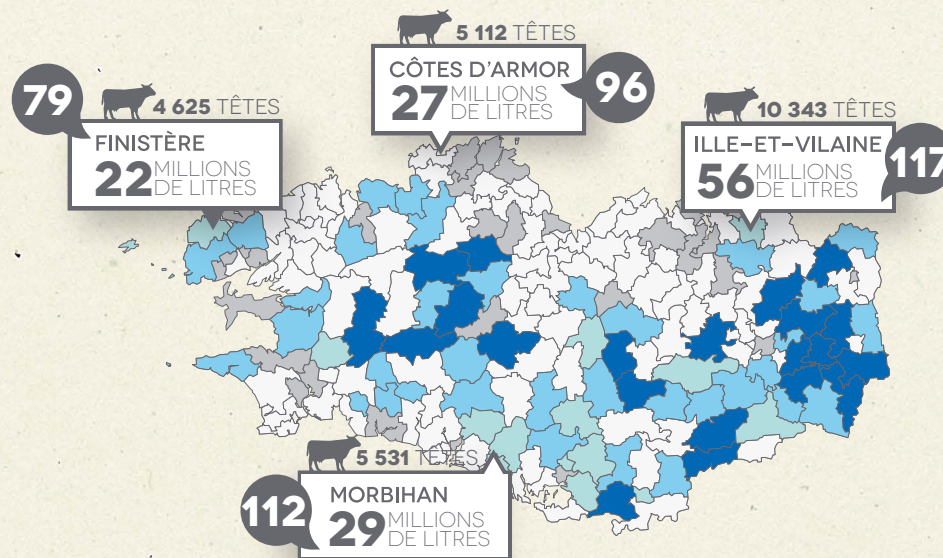 5 112 TÊTES
CÔTES D'ARMOR
27 MILLIONS
DE LITRES
96
79
4 625 TÊTES
FINISTÈRE
22 MILLIONS
DE LITRES
10 343 TÊTES
ILLE-ET-VILAINE
56 MILLIONS
DE LITRES
117
5 531 TÊTES
MORBIHAN
29 MILLIONS
DE LITRES
112